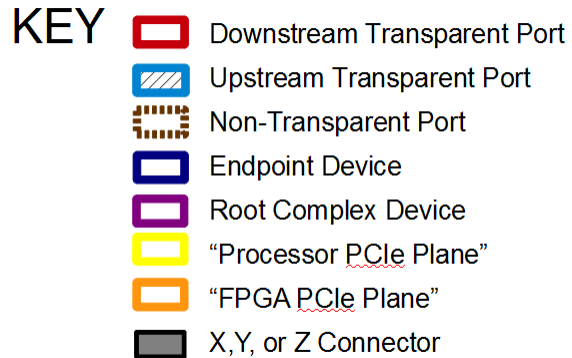 KEY
Downstream Transparent Port
Upstream Transparent Port
Non-Transparent Port
Endpoint Device
Root Complex Device
“Processor PCIe Plane”
“FPGA PCIe Plane”
X,Y, or Z Connector